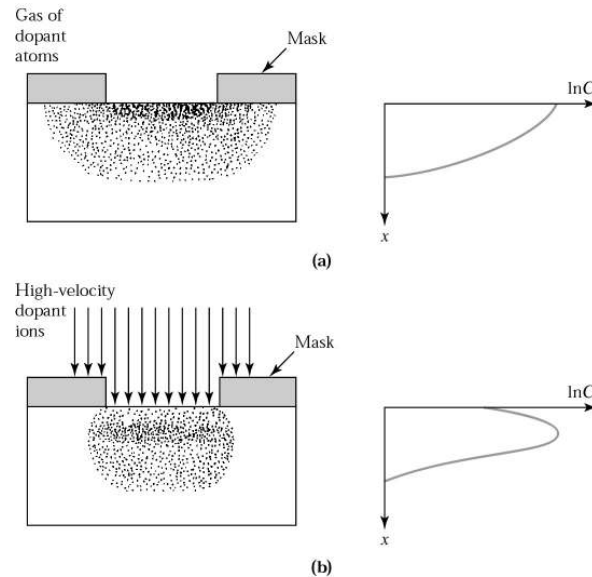 Gas of
dopant
atoms
Mask
lnC
x
(a)
High-velocity
dopant
ions
Mask
lnC
x
(b)